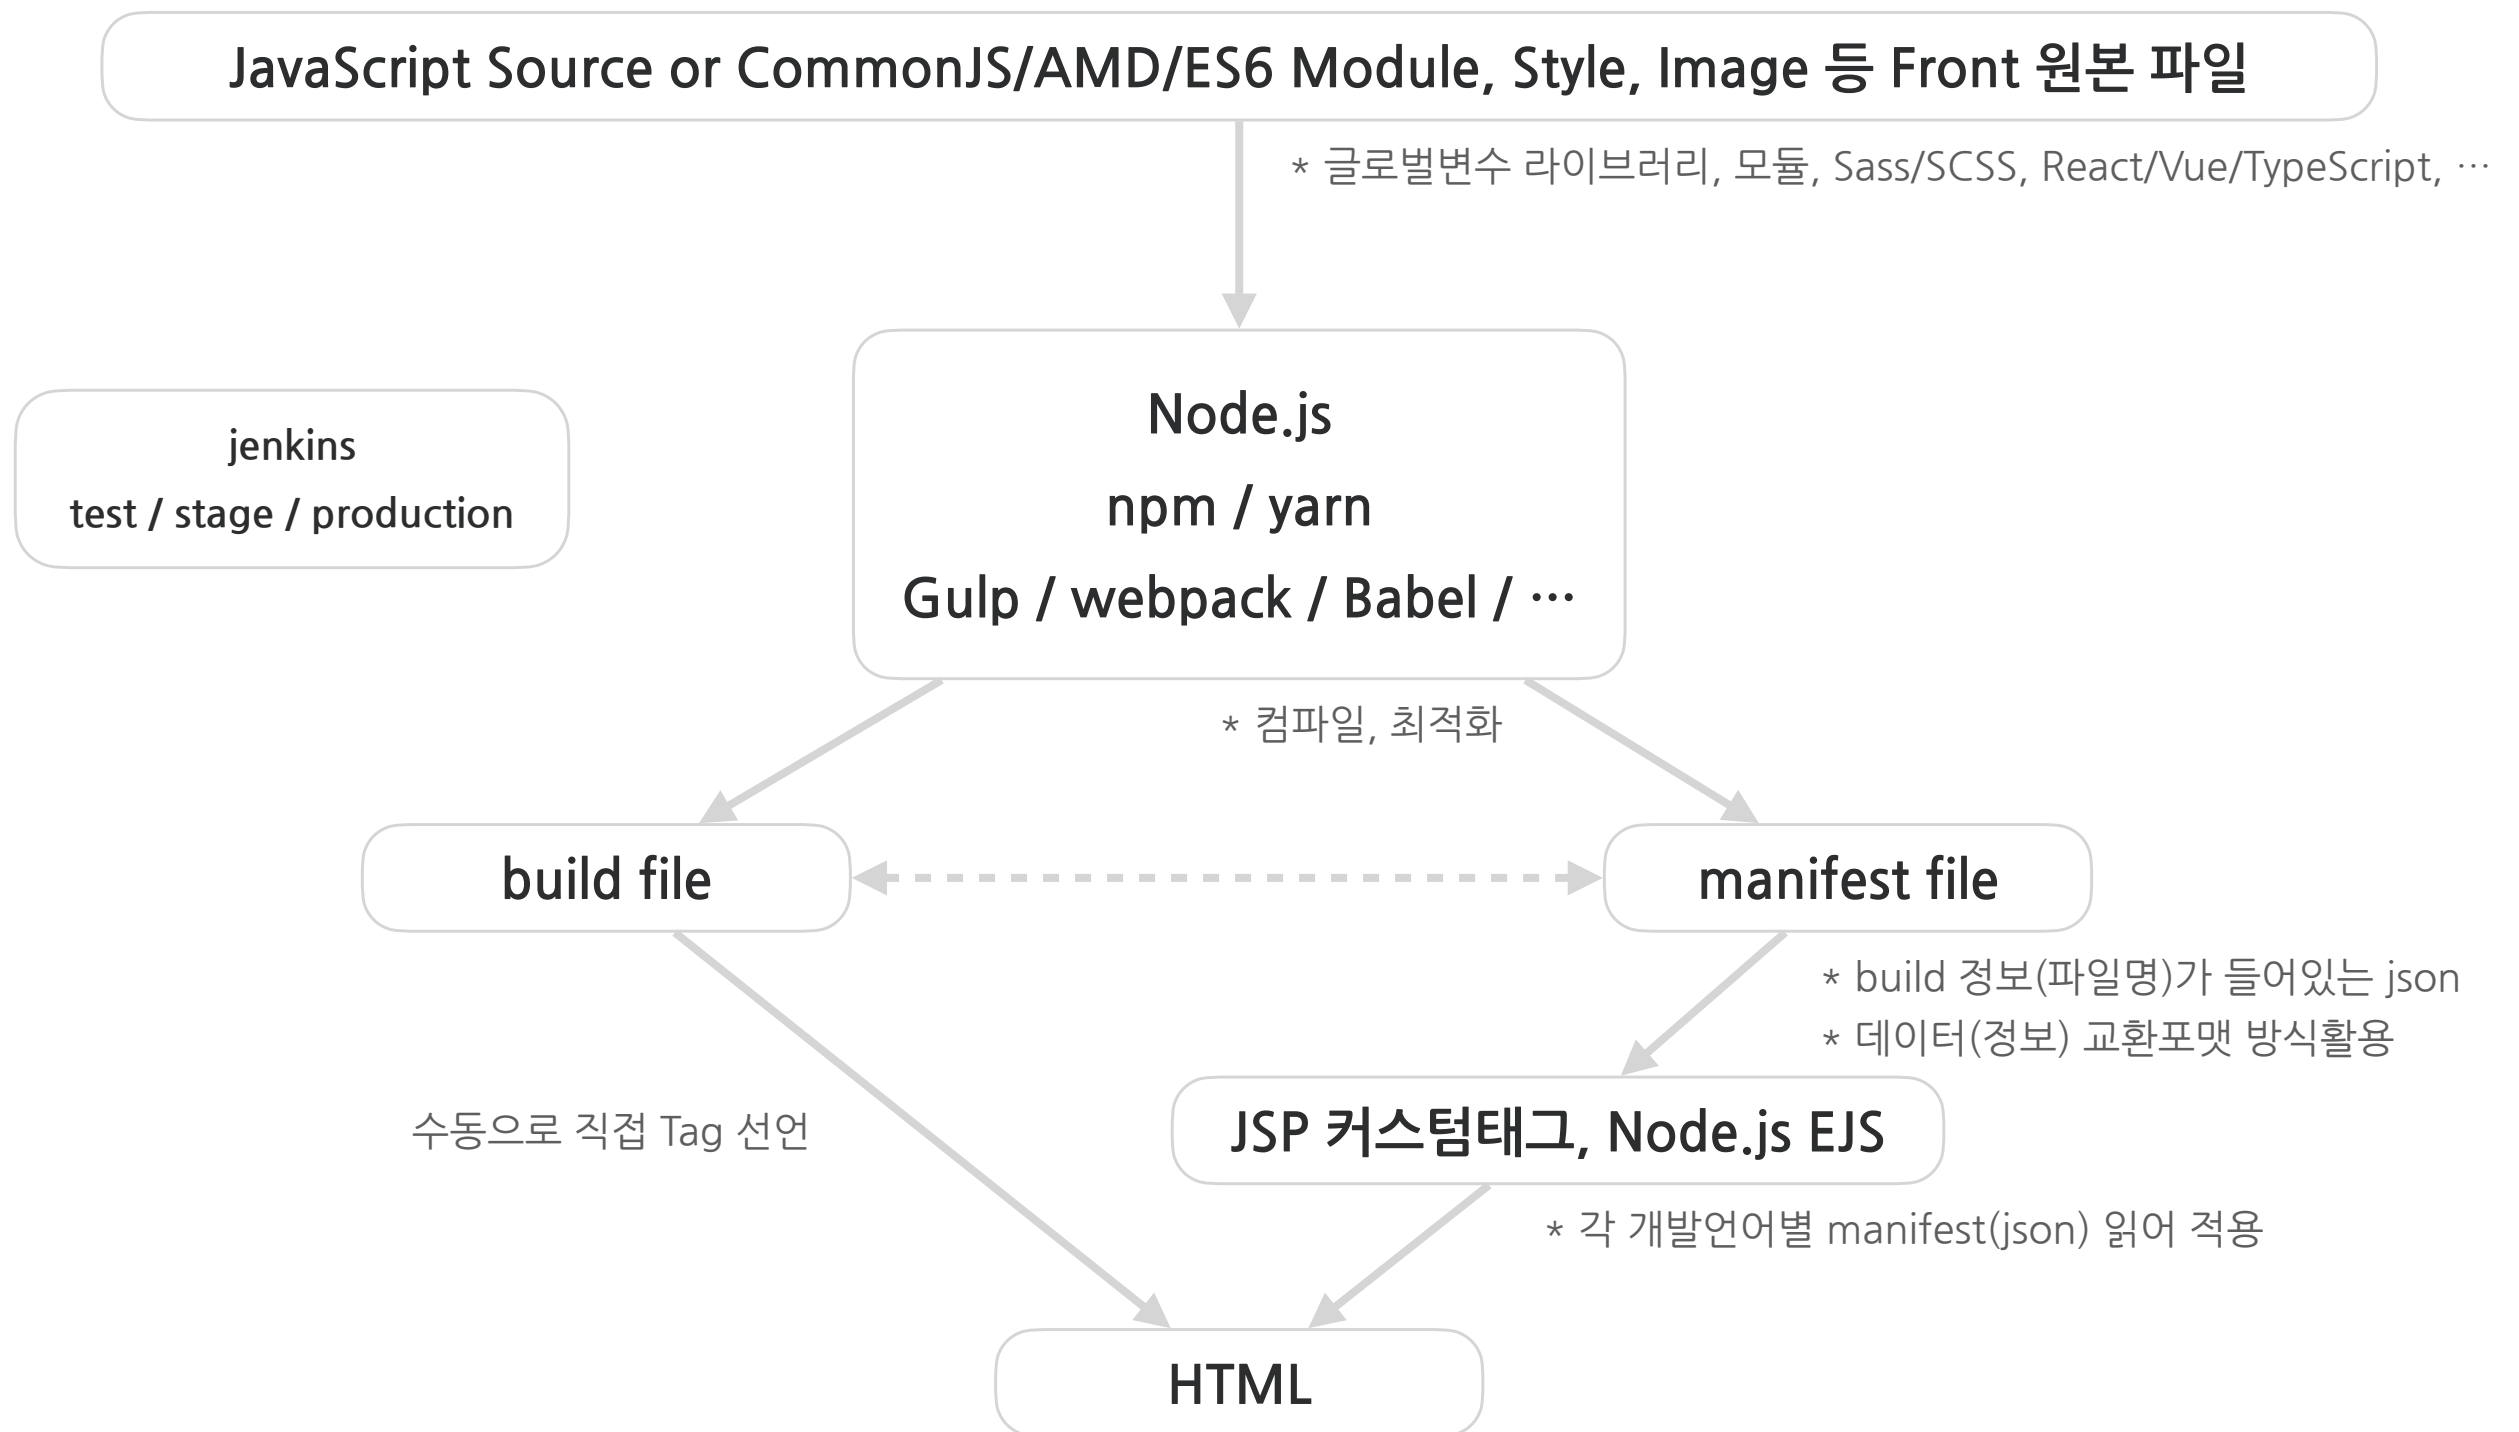 JavaScript Source or CommonJS/AMD/ES6 Module, Style, Image 등 Front 원본 파일
* 글로벌변수 라이브러리, 모듈, Sass/SCSS, React/Vue/TypeScript, …
Node.js
npm / yarn
Gulp / webpack / Babel / …
jenkins
test / stage / production
* 컴파일, 최적화
build file
manifest file
* build 정보(파일명)가 들어있는 json
* 데이터(정보) 교환포맷 방식활용
수동으로 직접 Tag 선언
JSP 커스텀태그, Node.js EJS
* 각 개발언어별 manifest(json) 읽어 적용
HTML